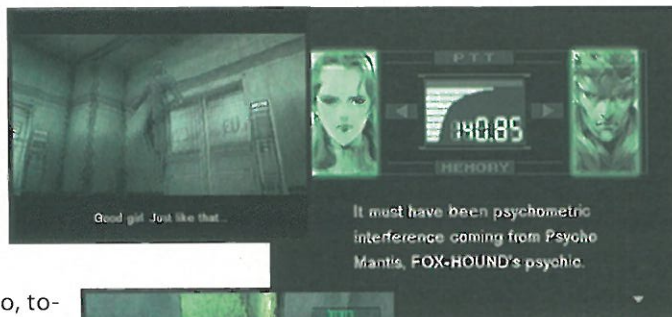 Good girl. Just like that...
PTT
140.85
MEMORY
It must have been psychometric
interference coming from Psycho
Mantis, FOX-HOUND's psychic.
o, to-